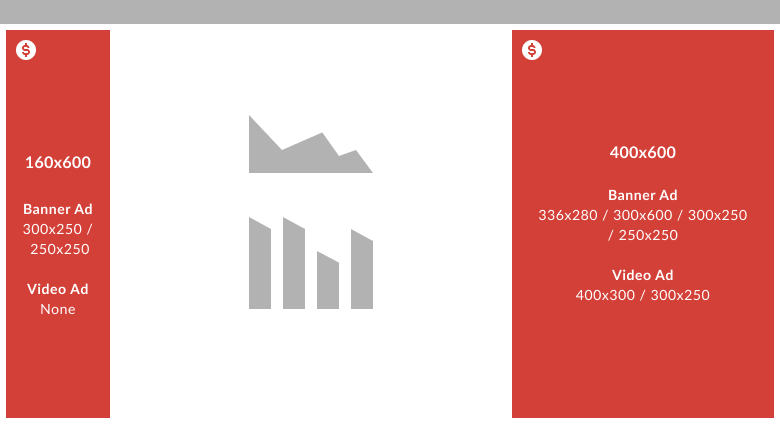 $
160x600
Banner Ad
300x250 /
250x250
Video Ad
None
$
400x600
Banner Ad
336x280 / 300x600 / 300x250
/ 250x250
Video Ad
400x300 / 300x250